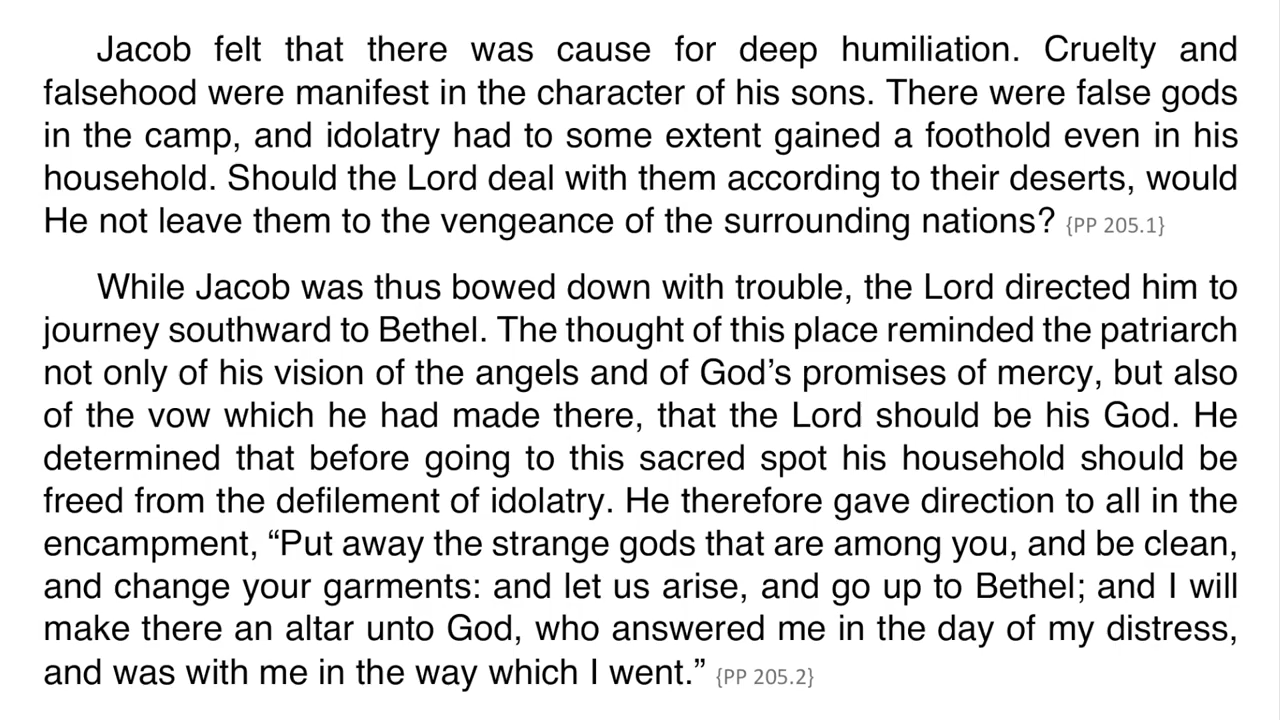 Jacob felt that there was cause for deep humiliation. Cruelty and
falsehood were manifest in the character of his sons. There were false gods
in the camp, and idolatry had to some extent gained a foothold even in his
household. Should the Lord deal with them according to their deserts, would
He not leave them to the vengeance of the surrounding nations? {PP 205.1}
While Jacob was thus bowed down with trouble, the Lord directed him to
journey southward to Bethel. The thought of this place reminded the patriarch
not only of his vision of the angels and of God’s promises of mercy, but also
of the vow which he had made there, that the Lord should be his God. He
determined that before going to this sacred spot his household should be
freed from the defilement of idolatry. He therefore gave direction to all in the
encampment, “Put away the strange gods that are among you, and be clean,
and change your garments: and let us arise, and go up to Bethel; and I will
make there an altar unto God, who answered me in the day of my distress,
and was with me in the way which I went.” {PP 205.2}